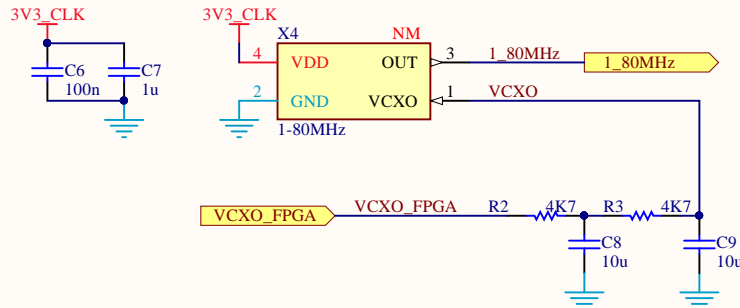 3V3_CLK
C6
100n
C7
1u
3V3_CLK
X4
NM
4
VDD
OUT
3
1_80MHz
1_80MHz
2
GND
VCXO
1
VCXO
1-80MHz
VCXO_FPGA
VCXO_FPGA
R2
4K7
R3
4K7
C8
10u
C9
10u